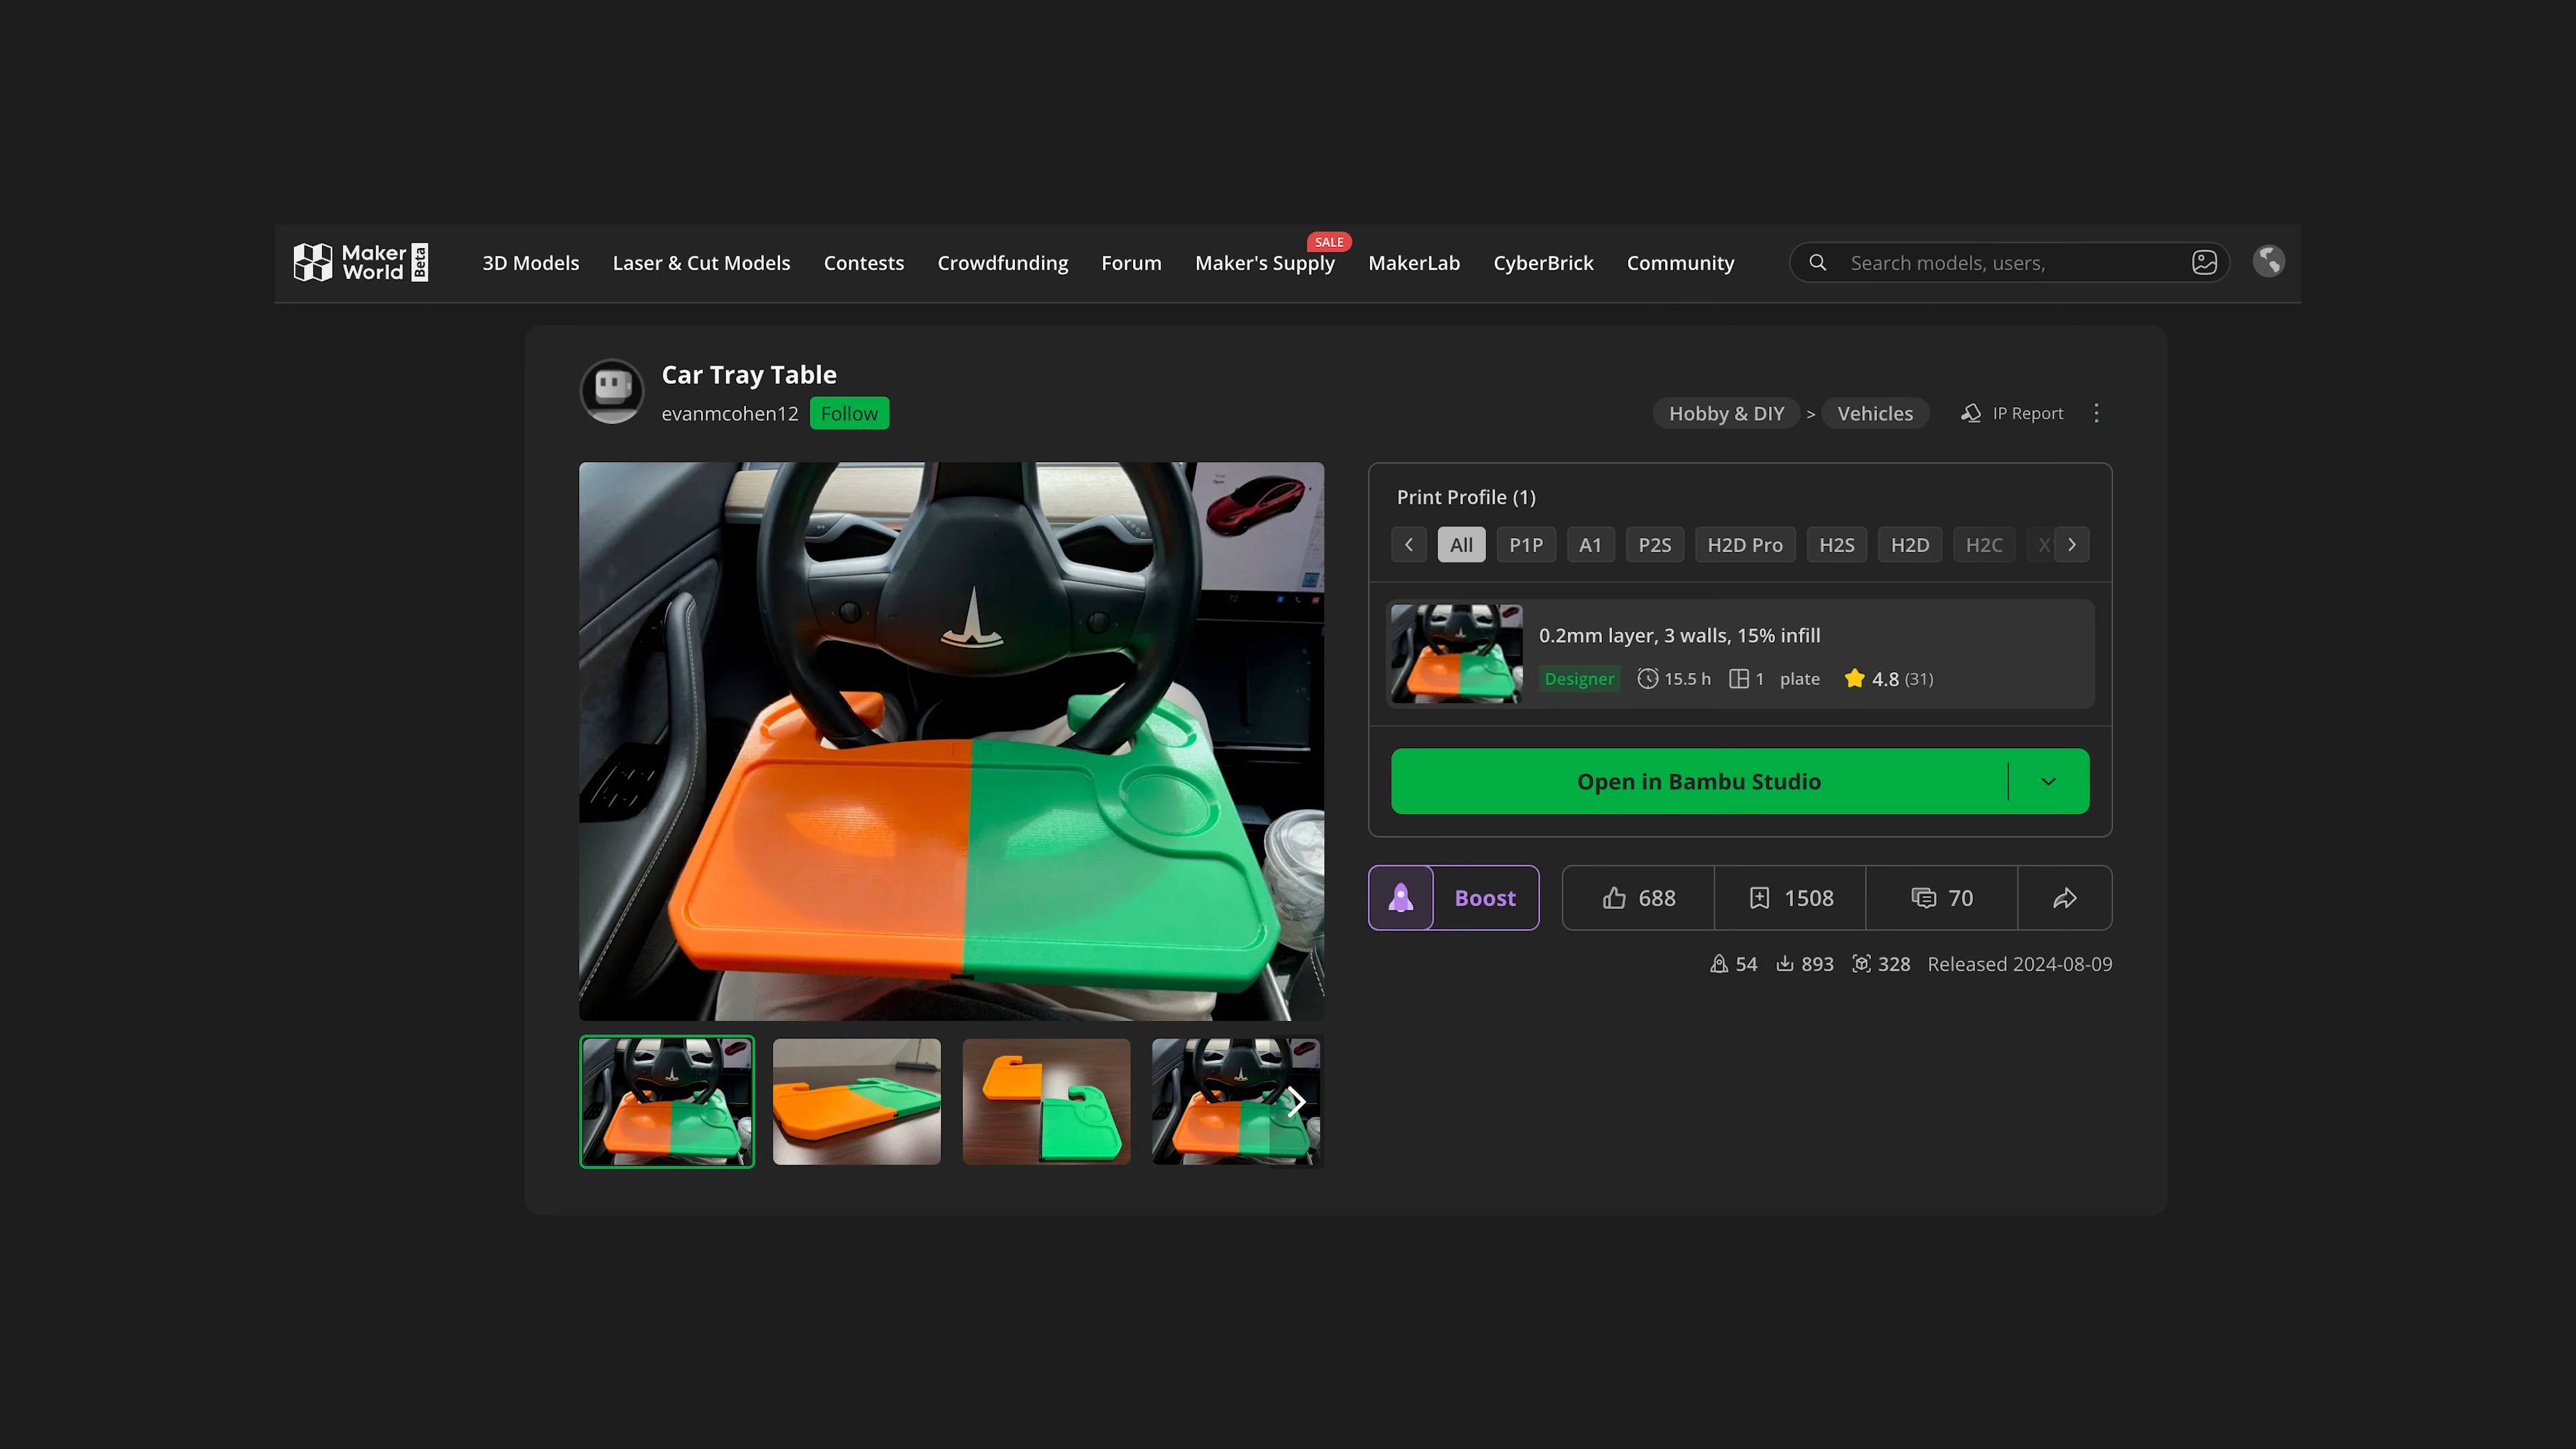 Maker
World
Beta
3D Models
Laser & Cut Models
Contests
Crowdfunding
Forum
Maker's Supply
SALE
MakerLab
CyberBrick
Community
Search models, users,
Car Tray Table
evanmcohen12
Follow
Hobby & DIY
>
Vehicles
IP Report
Print Profile (1)
All
P1P
A1
P2S
H2D Pro
H2S
H2D
H2C
0.2mm layer, 3 walls, 15% infill
Designer
15.5 h
1 plate
4.8 (31)
Open in Bambu Studio
Boost
688
1508
70
54
893
328
Released 2024-08-09